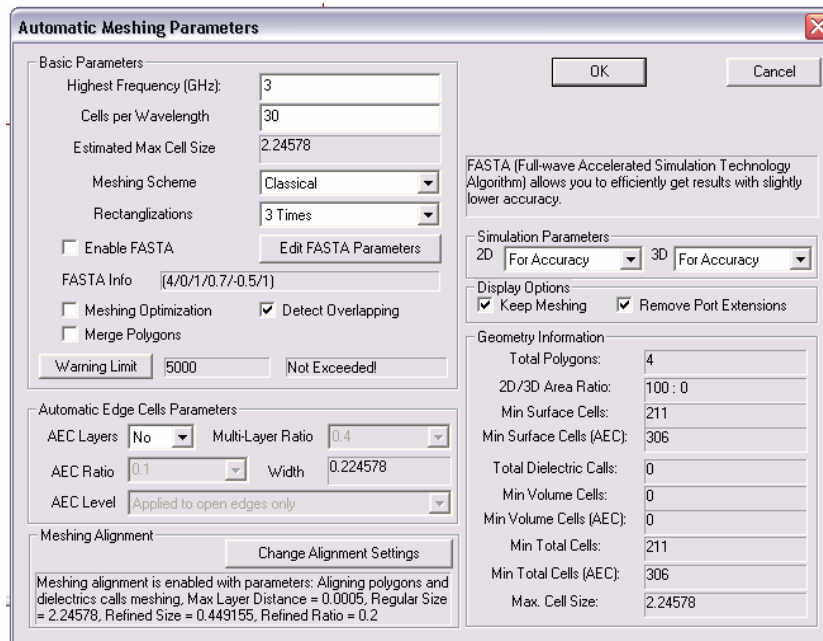 Automatic Meshing Parameters
Basic Parameters
Highest Frequency (GHz): 3
Cells per Wavelength 30
Estimated Max Cell Size 2.24578
Meshing Scheme Classical
Rectanglizations 3 Times
Enable FASTA Edit FASTA Parameters
FASTA Info (4/0/1/0.7/-0.5/1)
Meshing Optimization Detect Overlapping
Merge Polygons
Warning Limit 5000 Not Exceeded!
Automatic Edge Cells Parameters
AEC Layers No Multi-Layer Ratio 0.4
AEC Ratio 0.1 Width 0.224578
AEC Level Applied to open edges only
Meshing Alignment
Change Alignment Settings
Meshing alignment is enabled with parameters: Aligning polygons and
dielectrics calls meshing, Max Layer Distance = 0.0005, Regular Size
= 2.24578, Refined Size = 0.449155, Refined Ratio = 0.2
OK Cancel
FASTA (Full-wave Accelerated Simulation Technology
Algorithm) allows you to efficiently get results with slightly
lower accuracy.
Simulation Parameters
2D For Accuracy 3D For Accuracy
Display Options
Keep Meshing Remove Port Extensions
Geometry Information
Total Polygons: 4
2D/3D Area Ratio: 100 : 0
Min Surface Cells: 211
Min Surface Cells (AEC): 306
Total Dielectric Calls: 0
Min Volume Cells: 0
Min Volume Cells (AEC): 0
Min Total Cells: 211
Min Total Cells (AEC): 306
Max. Cell Size: 2.24578